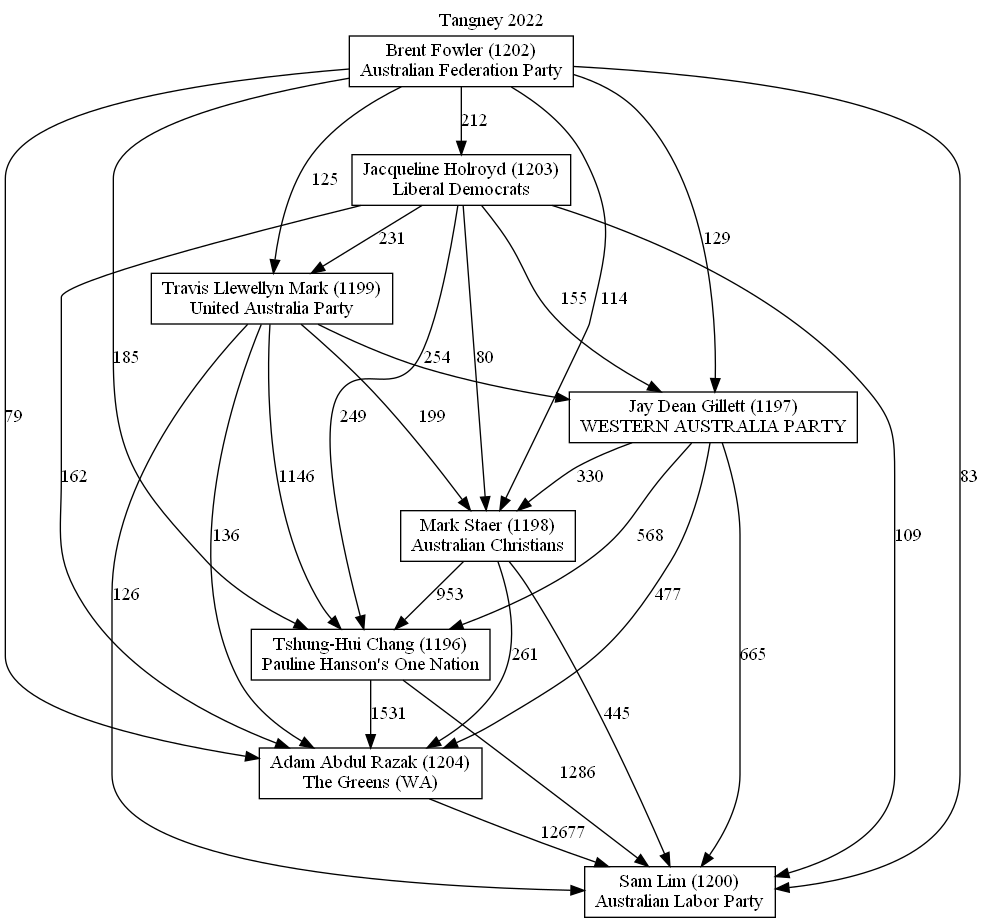 Tangney 2022
Brent Fowler (1202)
Australian Federation Party
212
Jacqueline Holroyd (1203)
Liberal Democrats
125
231
129
Travis Llewellyn Mark (1199)
United Australia Party
155
114
185
254
80
Jay Dean Gillett (1197)
WESTERN AUSTRALIA PARTY
79
249
199
162
1146
330
83
Mark Staer (1198)
Australian Christians
136
568
109
126
953
477
Tshung-Hui Chang (1196)
Pauline Hanson's One Nation
261
665
1531
445
Adam Abdul Razak (1204)
The Greens (WA)
1286
12677
Sam Lim (1200)
Australian Labor Party